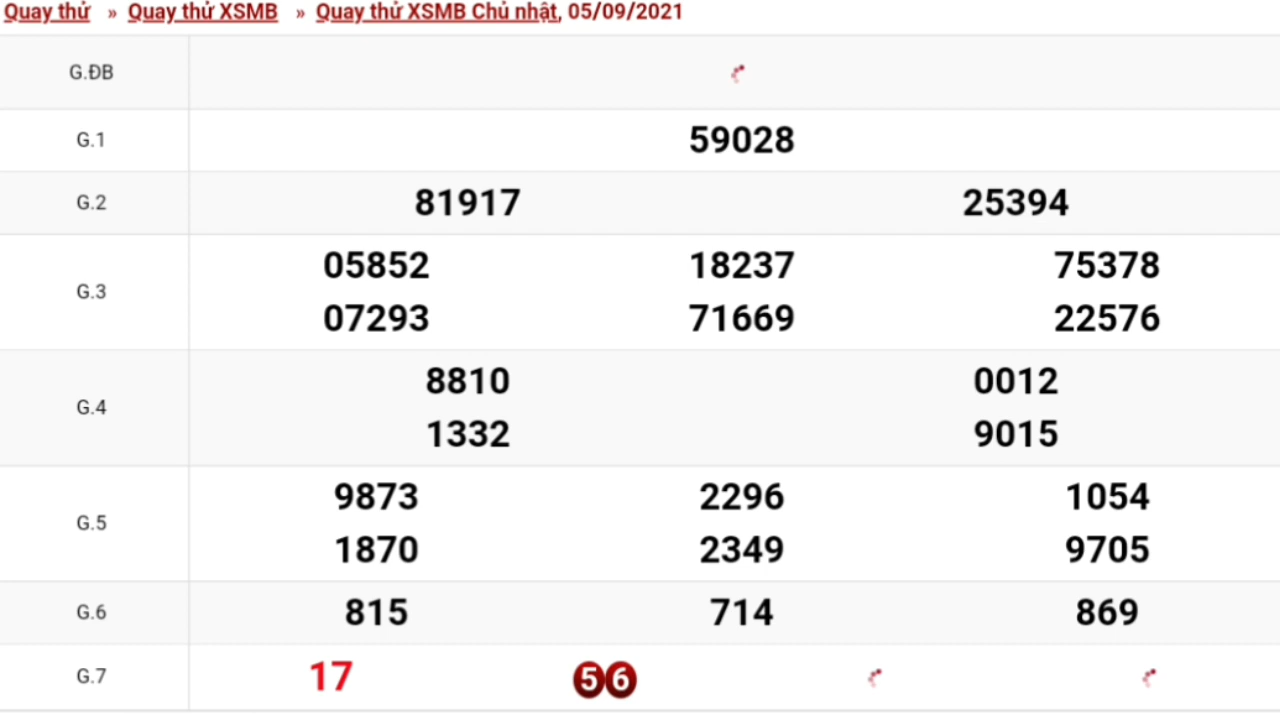 Quay thử » Quay thử XSMB » Quay thử XSMB Chủ nhật, 05/09/2021
G.ĐB
G.1 59028
G.2 81917 25394
G.3
05852 18237 75378
07293 71669 22576
G.4
8810 0012
1332 9015
G.5
9873 2296 1054
1870 2349 9705
G.6 815 714 869
G.7 17 56